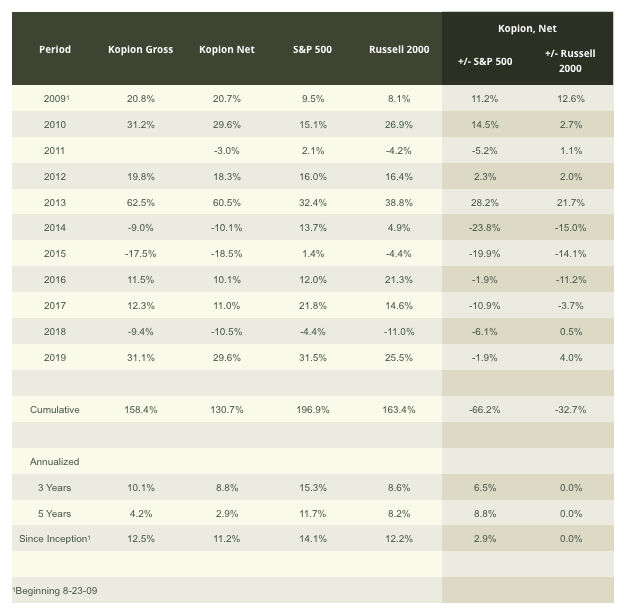 Kopion, Net
Period Kopion Gross Kopion Net S&P 500 Russell 2000 +/- S&P 500 +/- Russell
2000
2009¹ 20.8% 20.7% 9.5% 8.1% 11.2% 12.6%
2010 31.2% 29.6% 15.1% 26.9% 14.5% 2.7%
2011 -3.0% 2.1% -4.2% -5.2% 1.1%
2012 19.8% 18.3% 16.0% 16.4% 2.3% 2.0%
2013 62.5% 60.5% 32.4% 38.8% 28.2% 21.7%
2014 -9.0% -10.1% 13.7% 4.9% -23.8% -15.0%
2015 -17.5% -18.5% 1.4% -4.4% -19.9% -14.1%
2016 11.5% 10.1% 12.0% 21.3% -1.9% -11.2%
2017 12.3% 11.0% 21.8% 14.6% -10.9% -3.7%
2018 -9.4% -10.5% -4.4% -11.0% -6.1% 0.5%
2019 31.1% 29.6% 31.5% 25.5% -1.9% 4.0%
Cumulative 158.4% 130.7% 196.9% 163.4% -66.2% -32.7%
Annualized
3 Years 10.1% 8.8% 15.3% 8.6% 6.5% 0.0%
5 Years 4.2% 2.9% 11.7% 8.2% 8.8% 0.0%
Since Inception¹ 12.5% 11.2% 14.1% 12.2% 2.9% 0.0%
¹Beginning 8-23-09